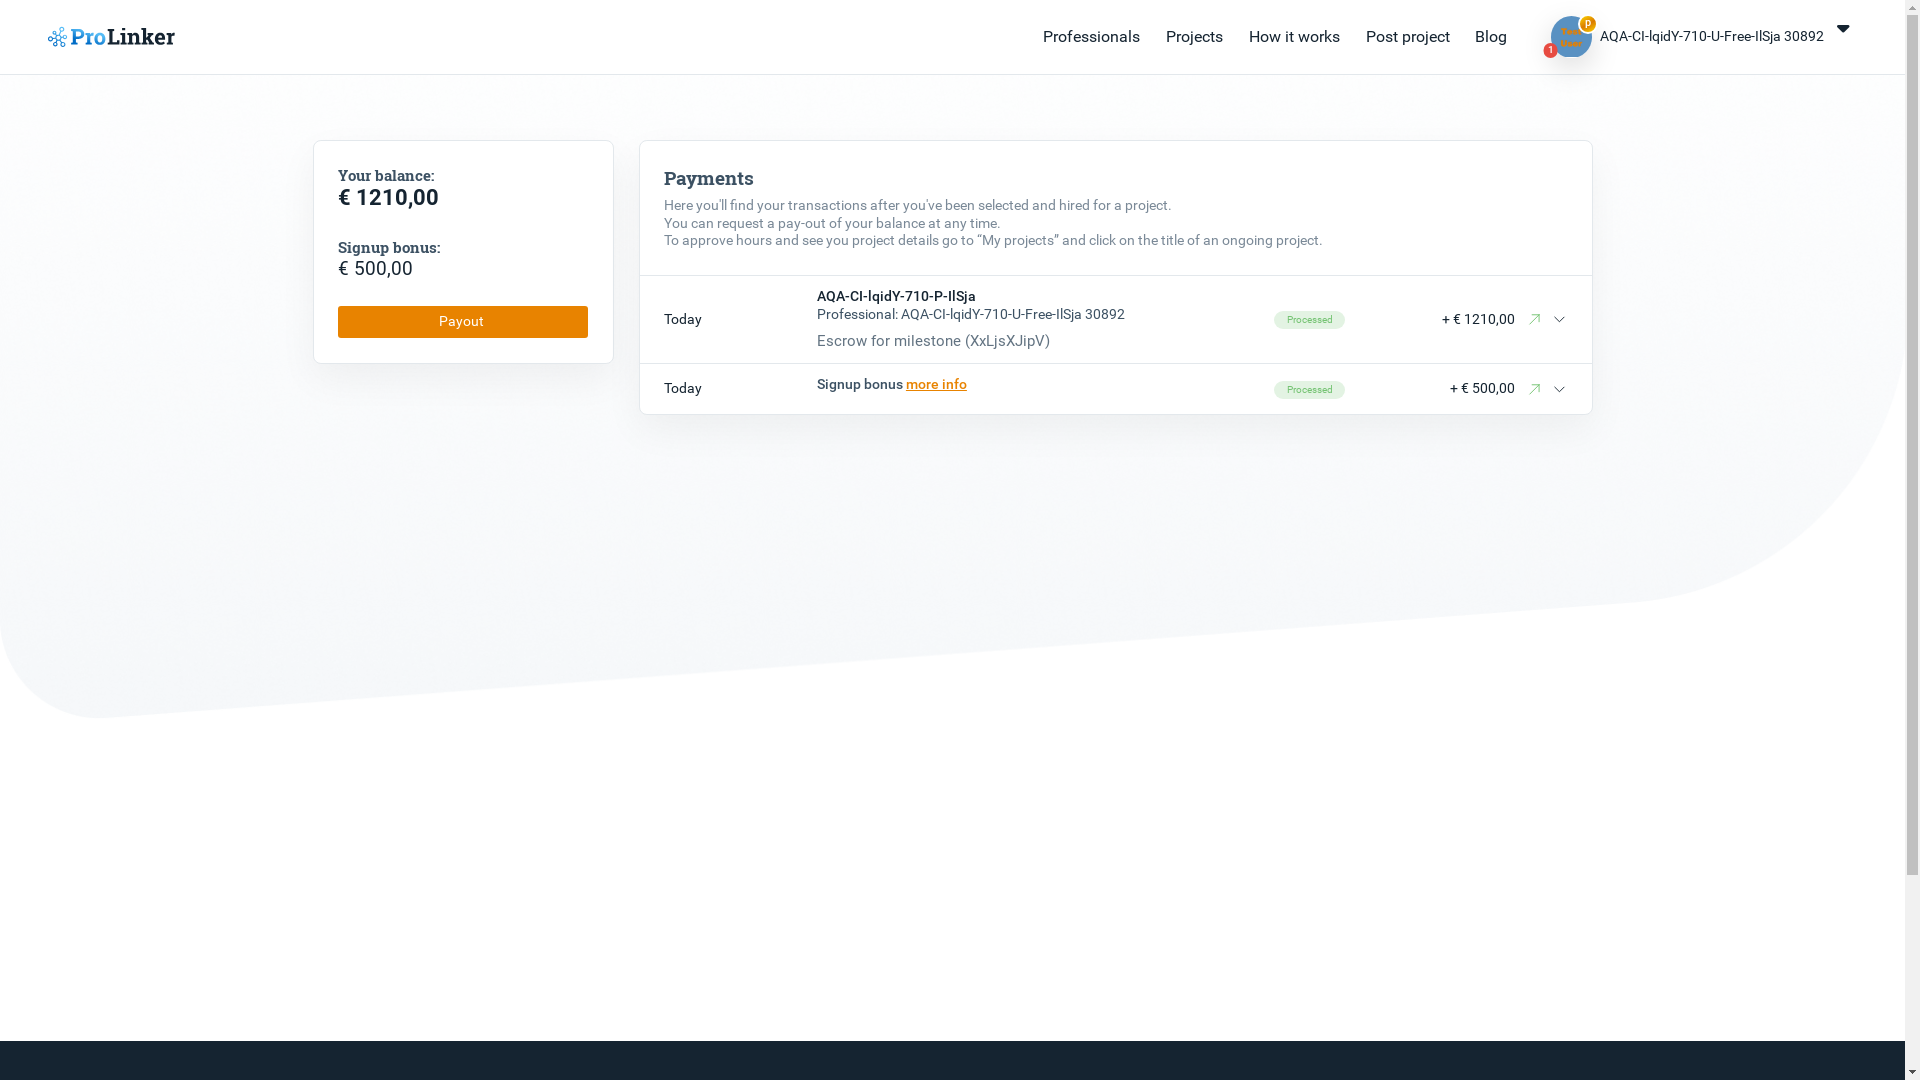 ProLinker
Professionals
Projects
How it works
Post project
Blog
p
Test
User
1
AQA-CI-lqidY-710-U-Free-IlSja 30892
Your balance:
€ 1210,00
Signup bonus:
€ 500,00
Payout
Payments
Here you'll find your transactions after you've been selected and hired for a project.
You can request a pay-out of your balance at any time.
To approve hours and see you project details go to “My projects” and click on the title of an ongoing project.
Today
AQA-CI-lqidY-710-P-IlSja
Professional: AQA-CI-lqidY-710-U-Free-IlSja 30892
Escrow for milestone (XxLjsXJipV)
Processed
+ € 1210,00
Today
Signup bonus more info
Processed
+ € 500,00